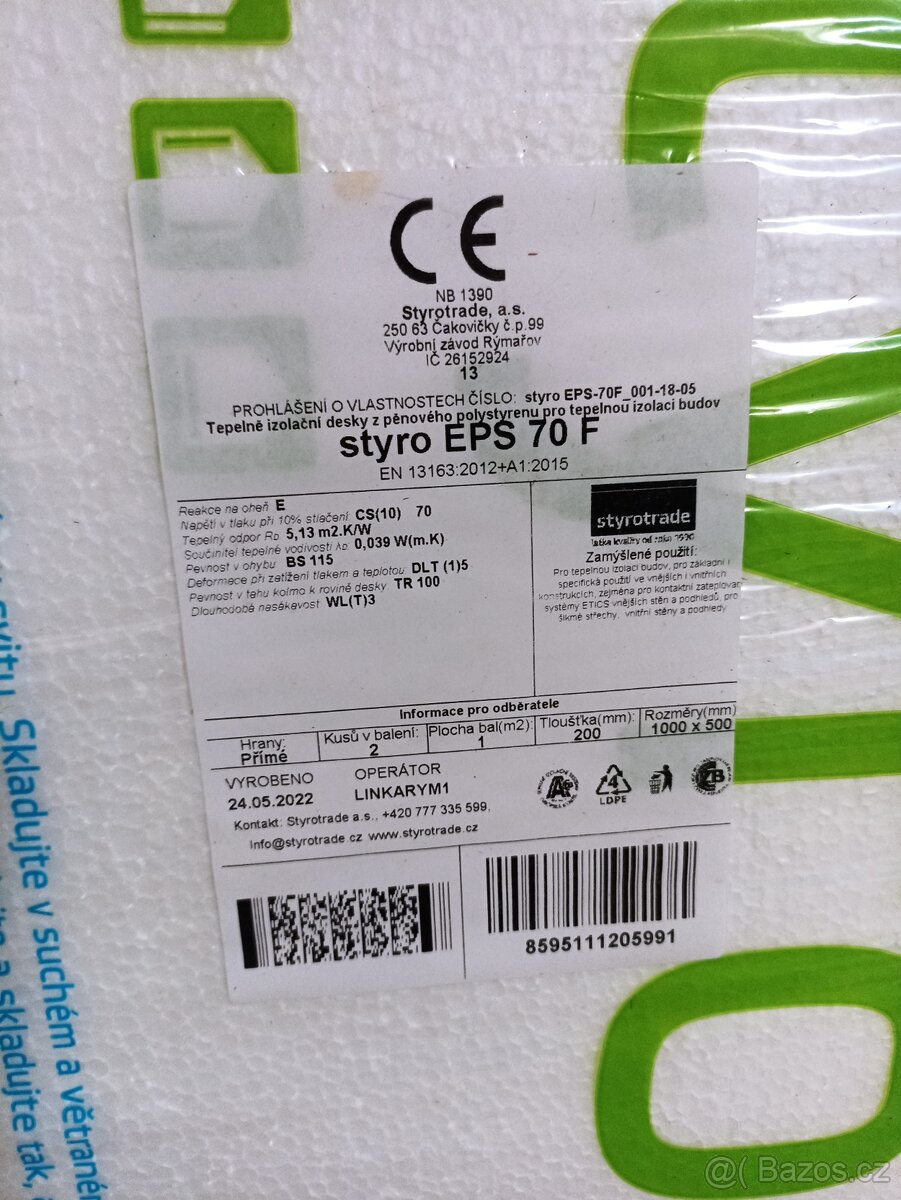 CE
NB 1390
Styrotrade, a.s.
250 63 Čakovičky č.p.99
Výrobní závod Rýmařov
IČ 26152924
13
PROHLÁŠENÍ O VLASTNOSTECH ČÍSLO: styro EPS-70F_001-18-05
Tepelně izolační desky z pěnového polystyrenu pro tepelnou izolaci budov
styro EPS 70 F
EN 13163:2012+A1:2015
Reakce na oheň E
Napětí v tlaku při 10% stlačení CS(10) 70
Tepelný odpor RD 5,13 m2.K/W
Součinitel tepelné vodivosti λD 0,039 W(m.K)
Pevnost v ohybu BS 115
Deformace při zatížení tlakem a teplotou DLT (1)5
Pevnost v tahu kolmo k rovině desky TR 100
Dlouhodobá nasákavost WL(T)3
styrotrade
Zamýšlené použití:
Pro tepelnou izolaci budov, pro základní i
specifická použití ve vnějších i vnitřních
konstrukcích, zejména pro kontaktní zateplovací
systémy ETICS vnějších stěn a podhledů, pro
šikmé střechy, vnitřní stěny a podhledy
Informace pro odběratele
Hrany: Kusů v balení: Plocha bal(m2): Tloušťka(mm): Rozměry(mm)
Přímé 2 1 200 1000 x 500
VYROBENO OPERÁTOR
24.05.2022 LINKARYM1
4
LDPE
Kontakt: Styrotrade a.s., +420 777 335 599,
info@styrotrade.cz www.styrotrade.cz
8595111205991
svitu. Skladujte v suchém a větraném
a skladujte tak,
@( Bazos.cz